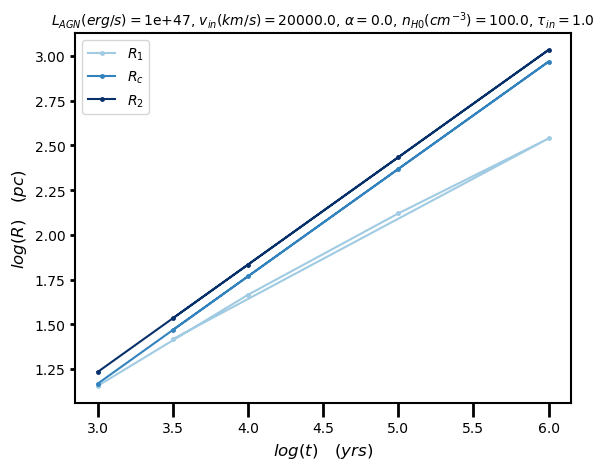 L_AGN(erg/s) = 1e+47, v_in(km/s) = 20000.0, α = 0.0, n_H0(cm⁻³) = 100.0, τ_in = 1.0
R_1
R_c
R_2
3.00
2.75
2.50
2.25
2.00
1.75
1.50
1.25
log(R) (pc)
3.0 3.5 4.0 4.5 5.0 5.5 6.0
log(t) (yrs)